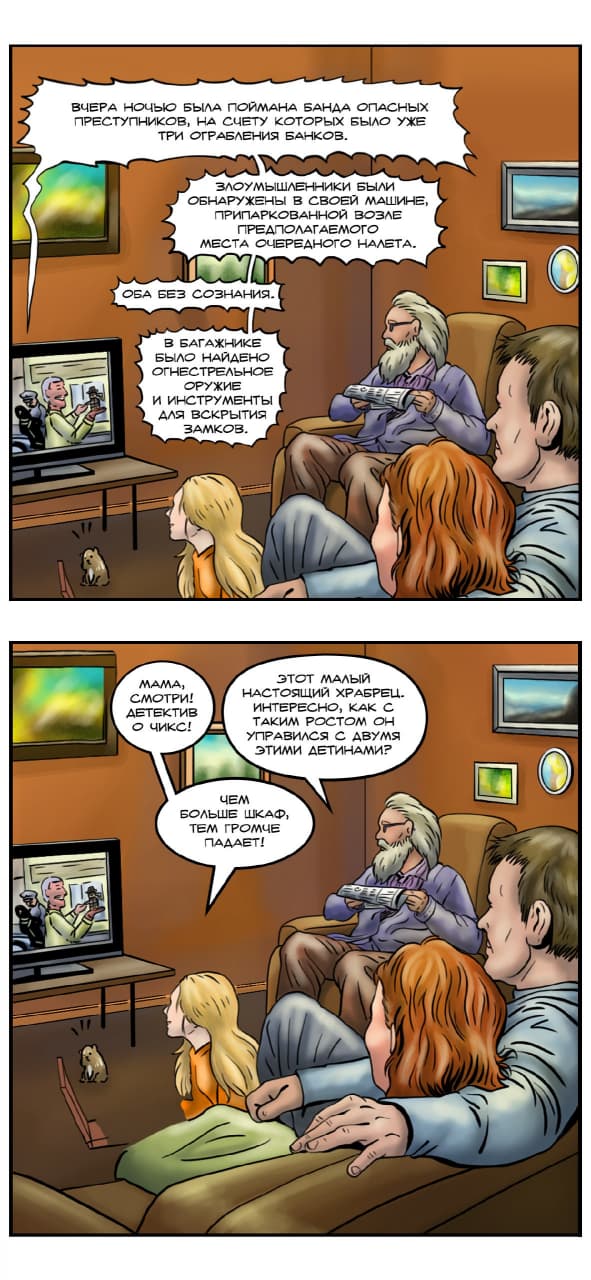 ВЧЕРА НОЧЬЮ БЫЛА ПОЙМАНА БАНДА ОПАСНЫХ
ПРЕСТУПНИКОВ, НА СЧЕТУ КОТОРЫХ БЫЛО УЖЕ
ТРИ ОГРАБЛЕНИЯ БАНКОВ.
ЗЛОУМЫШЛЕННИКИ БЫЛИ
ОБНАРУЖЕНЫ В СВОЕЙ МАШИНЕ,
ПРИПАРКОВАННОЙ ВОЗЛЕ
ПРЕДПОЛАГАЕМОГО
МЕСТА ОЧЕРЕДНОГО НАЛЕТА.
ОБА БЕЗ СОЗНАНИЯ.
В БАГАЖНИКЕ
БЫЛО НАЙДЕНО
ОГНЕСТРЕЛЬНОЕ
ОРУЖИЕ
И ИНСТРУМЕНТЫ
ДЛЯ ВСКРЫТИЯ
ЗАМКОВ.
МАМА,
СМОТРИ!
ДЕТЕКТИВ
О ЧИКС!
ЭТОТ МАЛЫЙ
НАСТОЯЩИЙ ХРАБРЕЦ.
ИНТЕРЕСНО, КАК С
ТАКИМ РОСТОМ ОН
УПРАВИЛСЯ С ДВУМЯ
ЭТИМИ ДЕТИНАМИ?
ЧЕМ
БОЛЬШЕ ШКАФ,
ТЕМ ГРОМЧЕ
ПАДАЕТ!